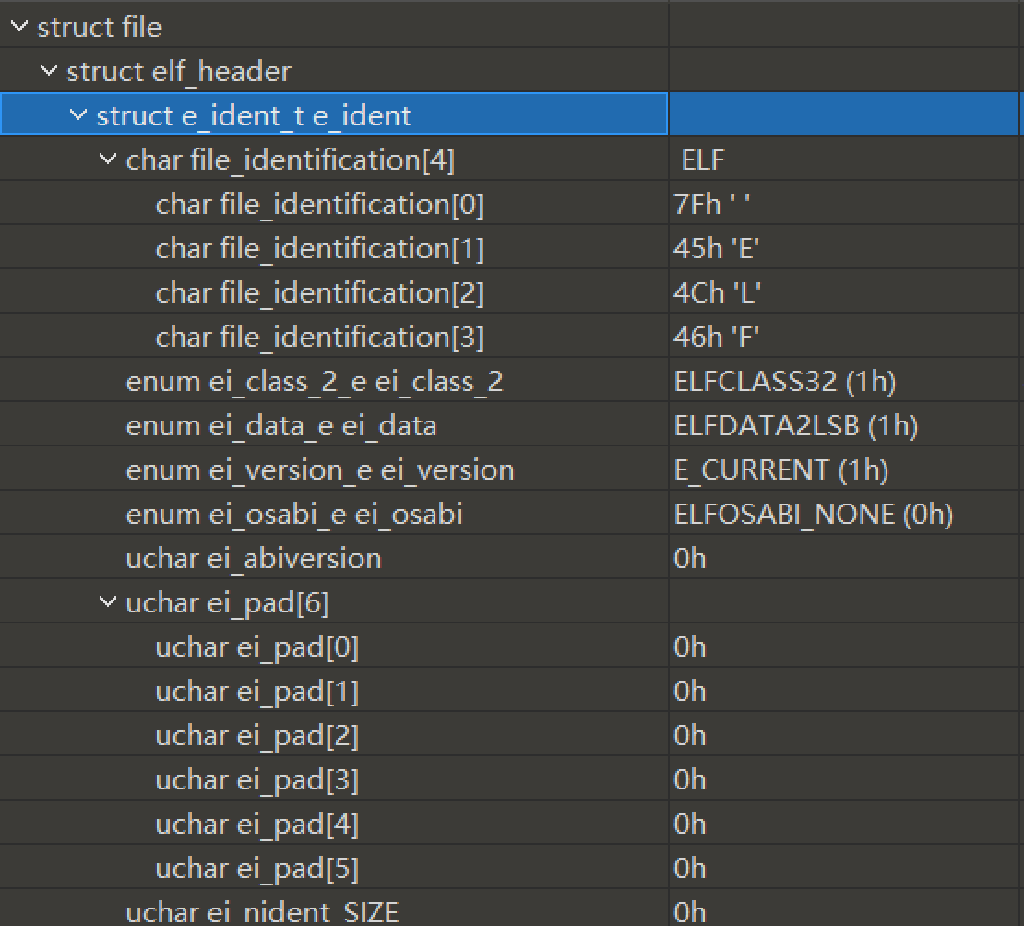 struct file
struct elf_header
struct e_ident_t e_ident
char file_identification[4] ELF
char file_identification[0] 7Fh ' '
char file_identification[1] 45h 'E'
char file_identification[2] 4Ch 'L'
char file_identification[3] 46h 'F'
enum ei_class_2_e ei_class_2 ELFCLASS32 (1h)
enum ei_data_e ei_data ELFDATA2LSB (1h)
enum ei_version_e ei_version E_CURRENT (1h)
enum ei_osabi_e ei_osabi ELFOSABI_NONE (0h)
uchar ei_abiversion 0h
uchar ei_pad[6]
uchar ei_pad[0] 0h
uchar ei_pad[1] 0h
uchar ei_pad[2] 0h
uchar ei_pad[3] 0h
uchar ei_pad[4] 0h
uchar ei_pad[5] 0h
uchar ei_nident_SIZE 0h